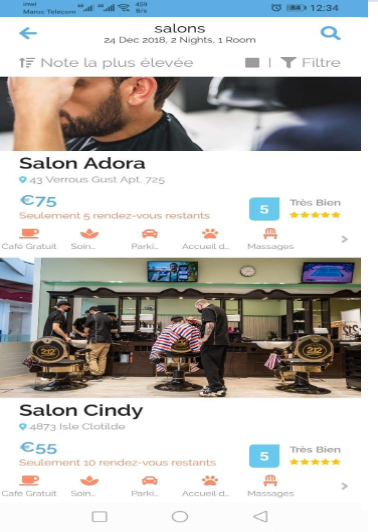 inwi
Maroc Telecom 459 B/s 12:34
salons
24 Dec 2018, 2 Nights, 1 Room
Note la plus élevée Filtre
Salon Adora
43 Verrous Gust Apt. 725
€75
Seulement 5 rendez-vous restants
5 Très Bien
Café Gratuit Soin... Parki... Accueil d... Massages
Salon Cindy
4873 Isle Clotilde
€55
Seulement 10 rendez-vous restants
5 Très Bien
Café Gratuit Soin... Parki... Accueil d... Massages